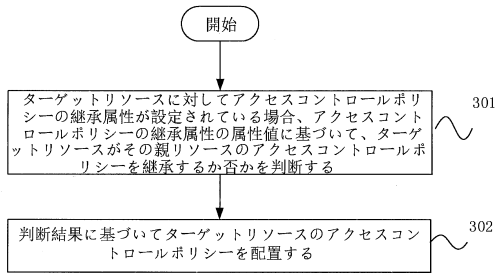 開始
ターゲットリソースに対してアクセスコントロールポリ
シーの継承属性が設定されている場合、アクセスコント
ロールポリシーの継承属性の属性値に基づいて、ターゲ
ットリソースがその親リソースのアクセスコントロールポ
リシーを継承するか否かを判断する
301
判断結果に基づいてターゲットリソースのアクセスコン
トロールポリシーを配置する
302